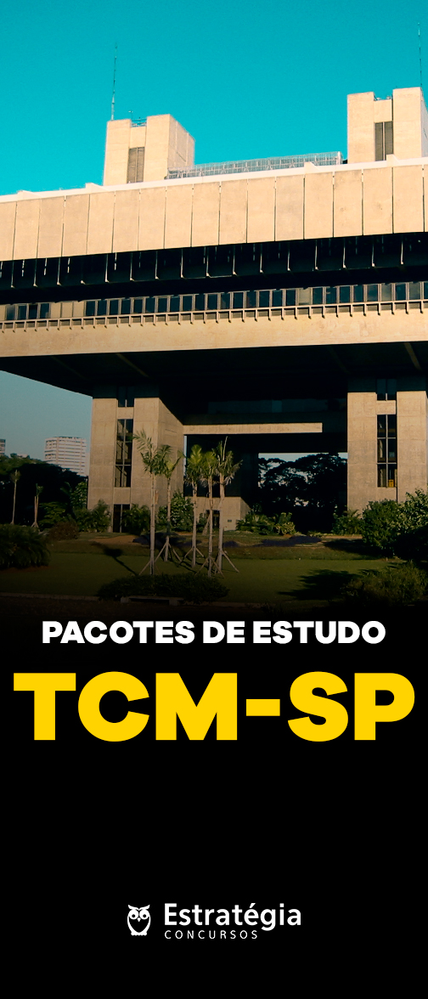 PACOTES DE ESTUDO
TCM-SP
Estratégia
CONCURSOS